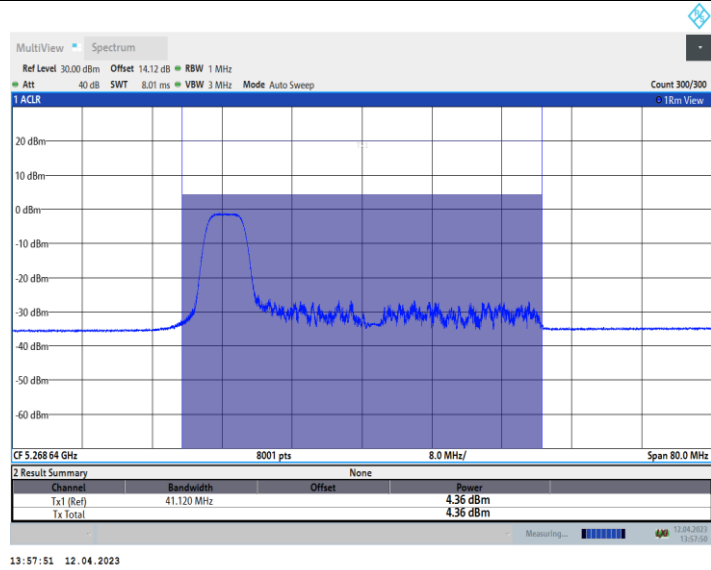 MultiView Spectrum
Ref Level 30.00 dBm Offset 14.12 dB RBW 1 MHz
Att 40 dB SWT 8.01 ms VBW 3 MHz Mode Auto Sweep Count 300/300
1 ACLR 1Rm View
20 dBm
10 dBm
0 dBm
-10 dBm
-20 dBm
-30 dBm
-40 dBm
-50 dBm
-60 dBm
CF 5.268 64 GHz 8001 pts 8.0 MHz/ Span 80.0 MHz
2 Result Summary None
Channel Bandwidth Offset Power
Tx1 (Ref) 41.120 MHz 4.36 dBm
Tx Total 4.36 dBm
Measuring... 12.04.2023
13:57:50
13:57:51 12.04.2023